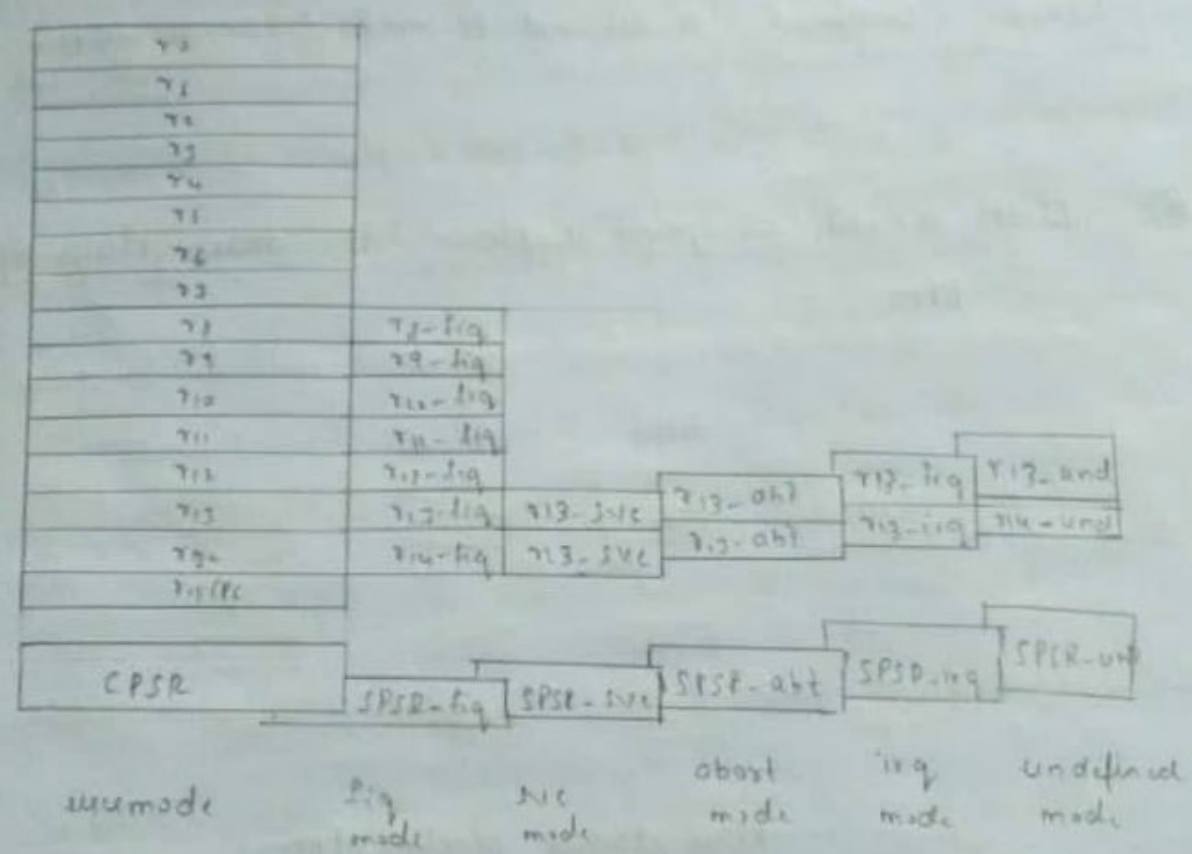 r0
r1
r2
r3
r4
r5
r6
r7
r8 r8-fiq
r9 r9-fiq
r10 r10-fiq
r11 r11-fiq
r12 r12-fiq
r13 r13-fiq r13-svc r13-abt r13-irq r13-und
r14-fiq r13-svc r13-abt r13-irq r14-und
r15(PC
CPSR SPSR-fiq SPSR-svc SPSR-abt SPSR-irq SPSR-und
usermode fiq mode svc mode abort mode irq mode undefined mode